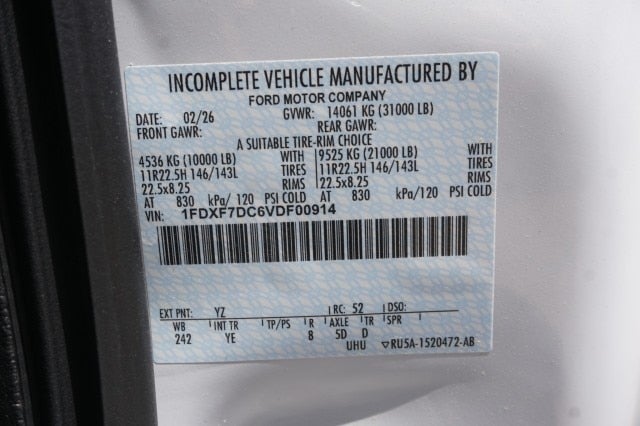 INCOMPLETE VEHICLE MANUFACTURED BY
FORD MOTOR COMPANY
DATE: 02/26 GVWR: 14061 KG (31000 LB)
FRONT GAWR: REAR GAWR:
A SUITABLE TIRE-RIM CHOICE
4536 KG (10000 LB) WITH 9525 KG (21000 LB) WITH
11R22.5H 146/143L TIRES 11R22.5H 146/143L TIRES
22.5x8.25 RIMS 22.5x8.25 RIMS
AT 830 kPa/120 PSI COLD AT 830 kPa/120 PSI COLD
VIN: 1FDXF7DC6VDF00914
EXT PNT: YZ RC: 52 DSO:
WB INT TR TP/PS R AXLE TR SPR
242 YE 8 5D D
UHU ▽RU5A-1520472-AB